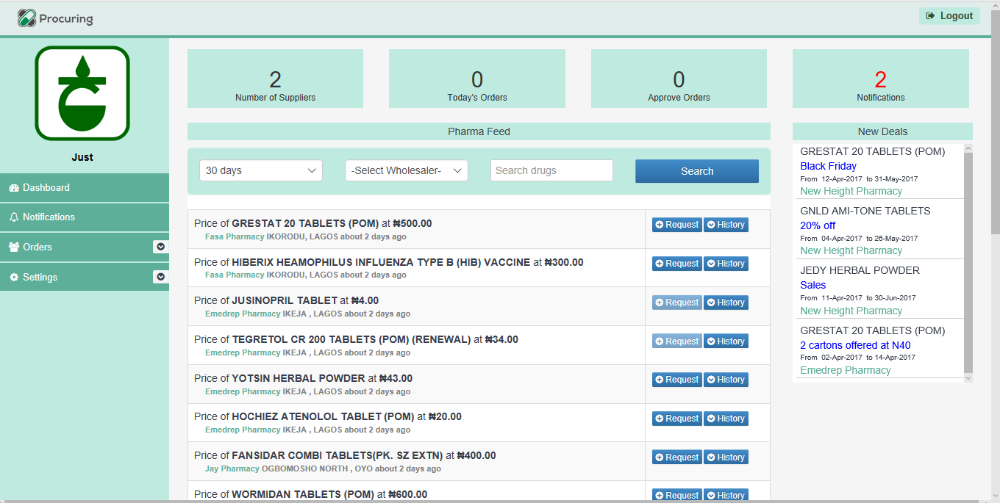 Procuring
Logout
Just
Dashboard
Notifications
Orders
Settings
2
Number of Suppliers
0
Today's Orders
0
Approve Orders
2
Notifications
Pharma Feed
30 days
-Select Wholesaler-
Search drugs
Search
Price of GRESTAT 20 TABLETS (POM) at ₦500.00
Request History
Fasa Pharmacy IKORODU, LAGOS about 2 days ago
Price of HIBERIX HEAMOPHILUS INFLUENZA TYPE B (HIB) VACCINE at ₦300.00
Request History
Fasa Pharmacy IKORODU, LAGOS about 2 days ago
Price of JUSINOPRIL TABLET at ₦4.00
Request History
Emedrep Pharmacy IKEJA , LAGOS about 2 days ago
Price of TEGRETOL CR 200 TABLETS (POM) (RENEWAL) at ₦34.00
Request History
Emedrep Pharmacy IKEJA , LAGOS about 2 days ago
Price of YOTSIN HERBAL POWDER at ₦43.00
Request History
Emedrep Pharmacy IKEJA , LAGOS about 2 days ago
Price of HOCHIEZ ATENOLOL TABLET (POM) at ₦20.00
Request History
Emedrep Pharmacy IKEJA , LAGOS about 2 days ago
Price of FANSIDAR COMBI TABLETS(PK. SZ EXTN) at ₦400.00
Request History
Jay Pharmacy OGBOMOSHO NORTH , OYO about 2 days ago
Price of WORMIDAN TABLETS (POM) at ₦600.00
Request History
New Deals
GRESTAT 20 TABLETS (POM)
Black Friday
From 12-Apr-2017 to 31-May-2017
New Height Pharmacy
GNLD AMI-TONE TABLETS
20% off
From 04-Apr-2017 to 26-May-2017
New Height Pharmacy
JEDY HERBAL POWDER
Sales
From 11-Apr-2017 to 30-Jun-2017
New Height Pharmacy
GRESTAT 20 TABLETS (POM)
2 cartons offered at N40
From 02-Apr-2017 to 14-Apr-2017
Emedrep Pharmacy